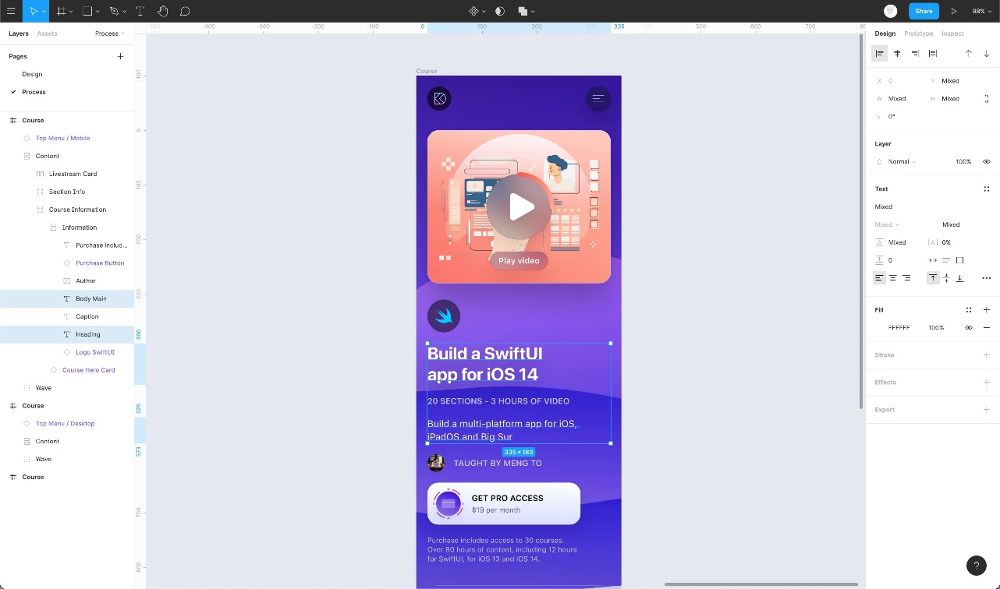 Share
98%
Layers
Assets
Process
Pages
Design
Process
Course
Top Menu / Mobile
Content
Livestream Card
Section Info
Course Information
Information
Purchase includ...
Purchase Button
Author
Body Main
Caption
Heading
Logo SwiftUI
Course Hero Card
Wave
Course
Top Menu / Desktop
Content
Wave
Course
-400
-300
-200
-100
0
100
200
335
500
600
700
-100
0
100
200
300
390
525
573
700
800
Course
Play video
Build a SwiftUI
app for iOS 14
20 SECTIONS - 3 HOURS OF VIDEO
Build a multi-platform app for iOS,
iPadOS and Big Sur
335 × 183
TAUGHT BY MENG TO
GET PRO ACCESS
$19 per month
Purchase includes access to 30 courses.
Over 80 hours of content, including 12 hours
for SwiftUI, for iOS 13 and iOS 14.
Design
Prototype
Inspect
X 0
Y Mixed
W Mixed
H Mixed
0°
Layer
Normal
100%
Text
Mixed
Mixed
Mixed
Mixed
|A| 0%
0
Fill
FFFFFF
100%
Stroke
Effects
Export
?